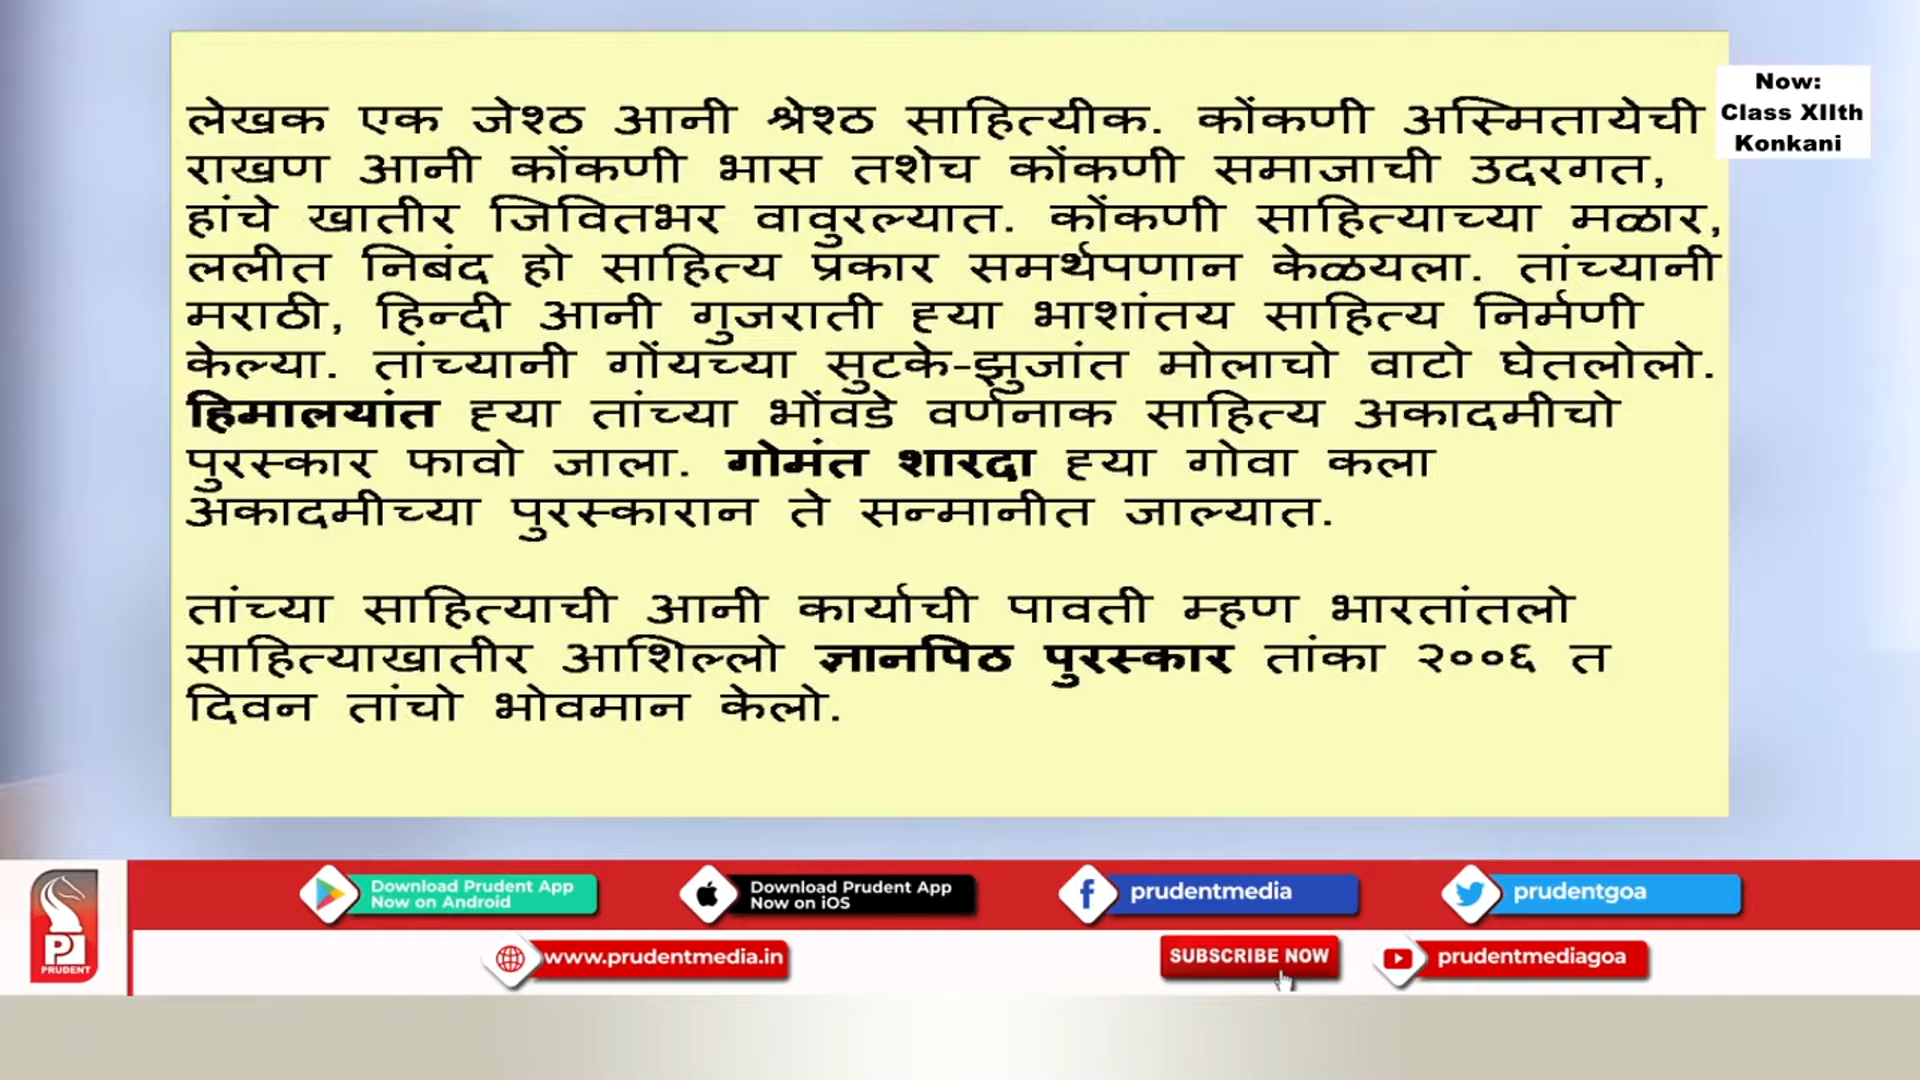 लेखक एक जेश्ठ आनी श्रेश्ठ साहित्यीक. कोंकणी अस्मितायेची
राखण आनी कोंकणी भास तशेच कोंकणी समाजाची उदरगत,
हांचे खातीर जिवितभर वावुरल्यात. कोंकणी साहित्याच्या मळार,
ललीत निबंद हो साहित्य प्रकार समर्थपणान केळयला. तांच्यानी
मराठी, हिन्दी आनी गुजराती ह्या भाशांतय साहित्य निर्मणी
केल्या. तांच्यानी गोंयच्या सुटके-झुजांत मोलाचो वाटो घेतलोलो.
हिमालयांत ह्या तांच्या भोंवडे वर्णनाक साहित्य अकादमीचो
पुरस्कार फावो जाला. गोमंत शारदा ह्या गोवा कला
अकादमीच्या पुरस्कारान ते सन्मानीत जाल्यात.
तांच्या साहित्याची आनी कार्याची पावती म्हण भारतांतलो
साहित्याखातीर आशिल्लो ज्ञानपिठ पुरस्कार तांका २००६ त
दिवन तांचो भोवमान केलो.
Now:
Class XIIth
Konkani
Download Prudent App
Now on Android
Download Prudent App
Now on iOS
prudentmedia
prudentgoa
PRUDENT
www.prudentmedia.in
SUBSCRIBE NOW
prudentmediagoa